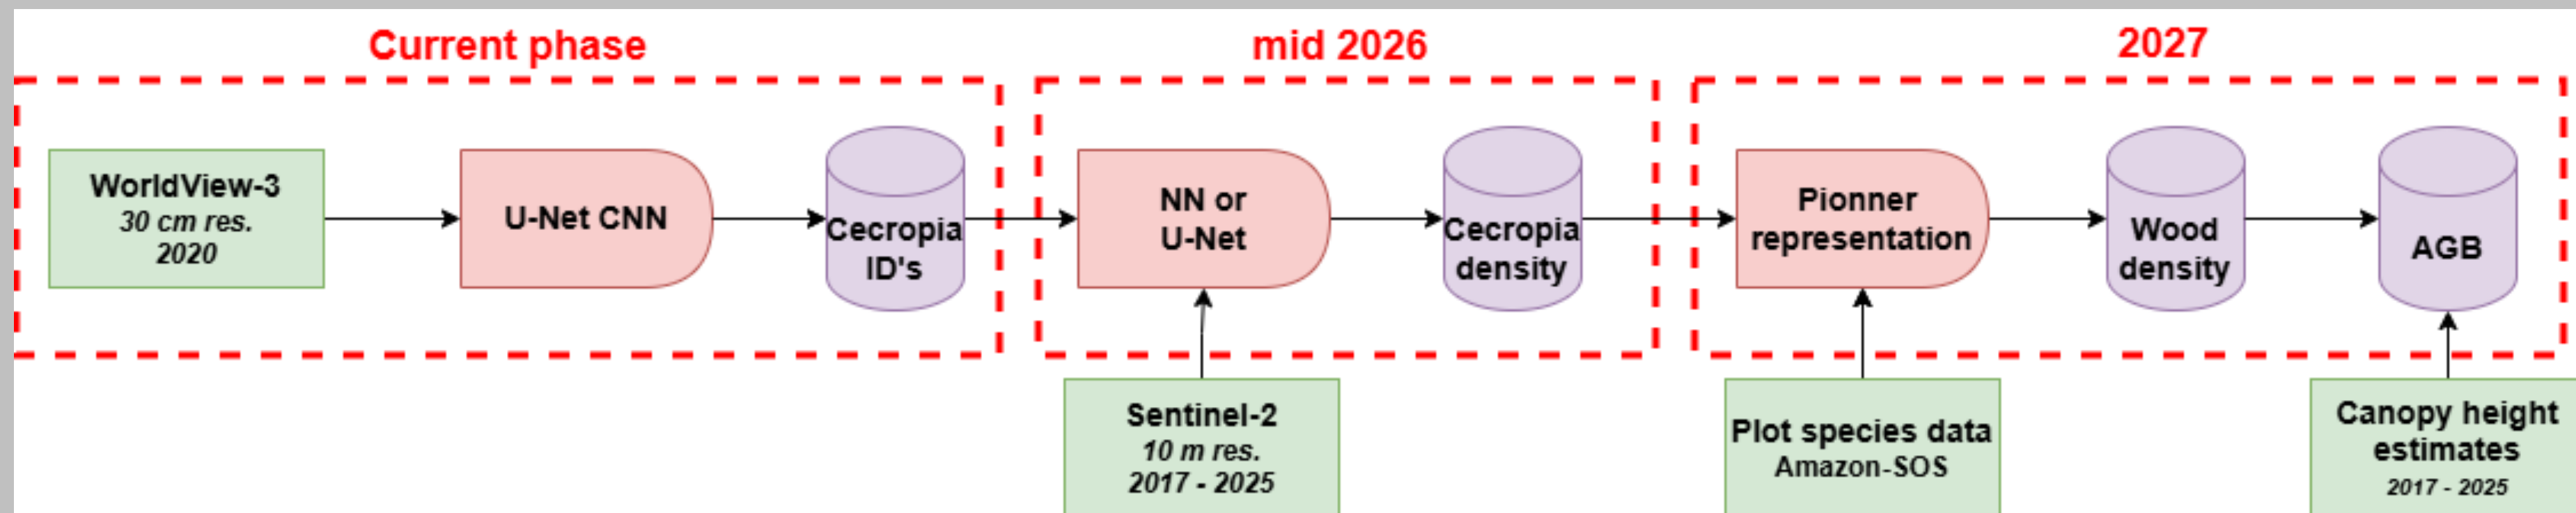 Current phase
mid 2026
2027
WorldView-3
30 cm res.
2020
U-Net CNN
Cecropia
ID's
NN or
U-Net
Cecropia
density
Pionner
representation
Wood
density
AGB
Sentinel-2
10 m res.
2017 - 2025
Plot species data
Amazon-SOS
Canopy height
estimates
2017 - 2025